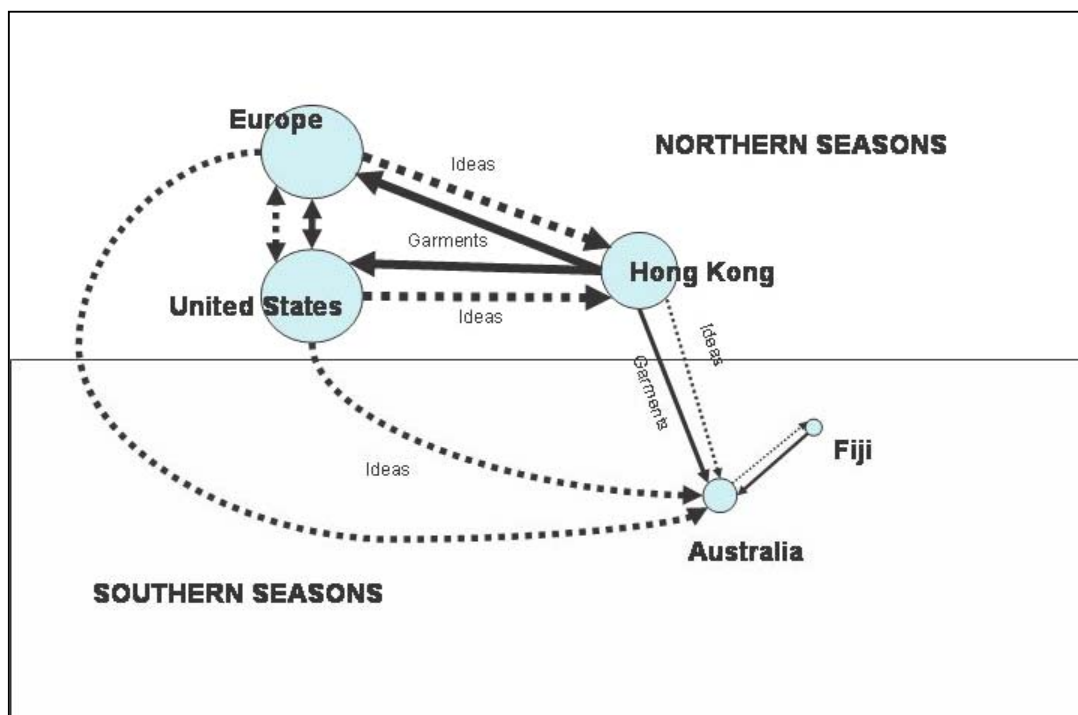 Europe
Ideas
NORTHERN SEASONS
Garments
Hong Kong
United States
Ideas
Ideas
Garments
Fiji
Ideas
Australia
SOUTHERN SEASONS